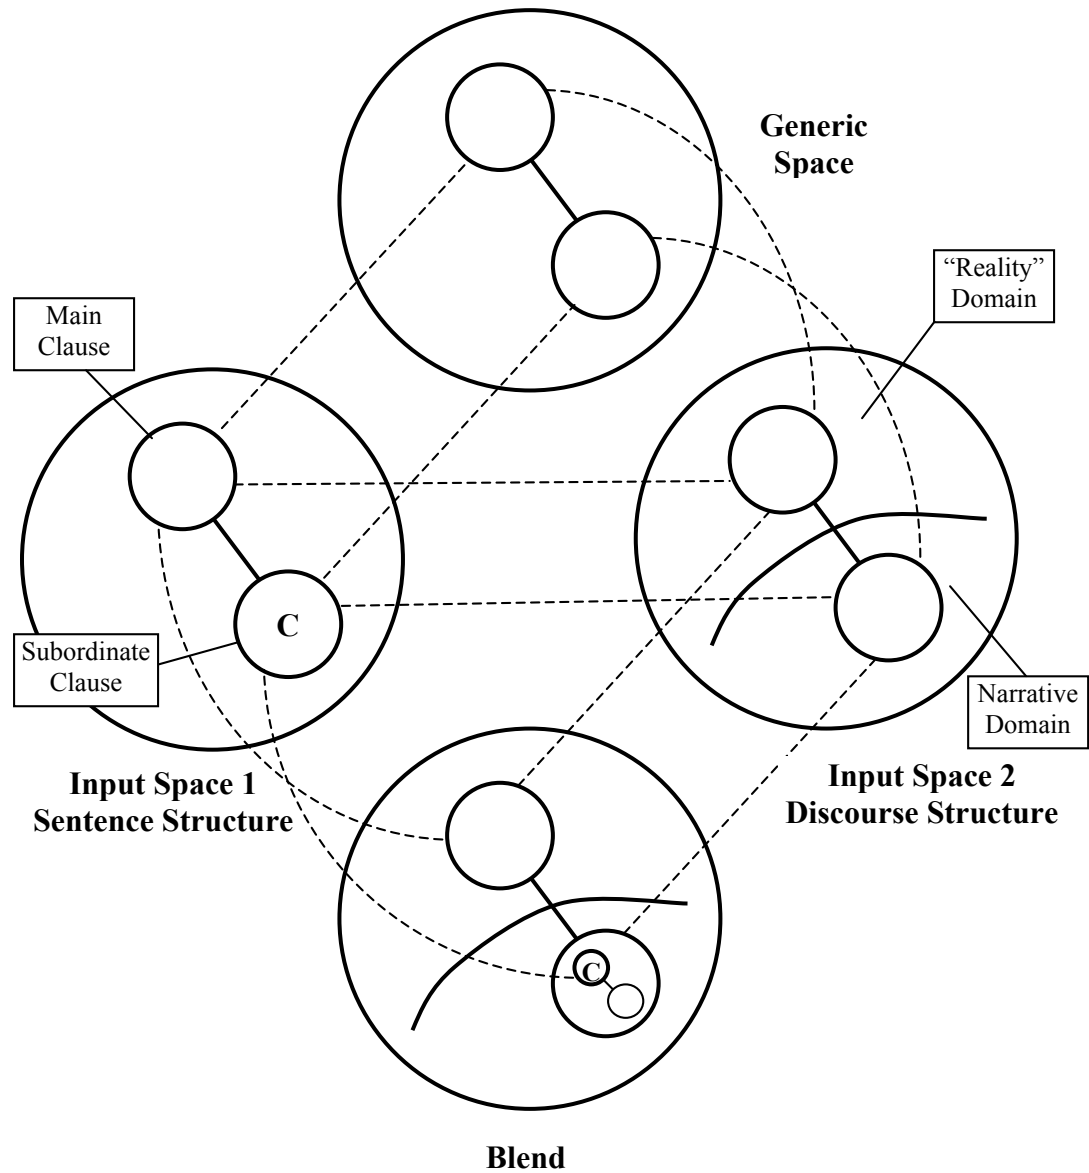 Generic
Space
“Reality”
Domain
Main
Clause
C
Subordinate
Clause
Narrative
Domain
Input Space 1
Sentence Structure
Input Space 2
Discourse Structure
C
Blend